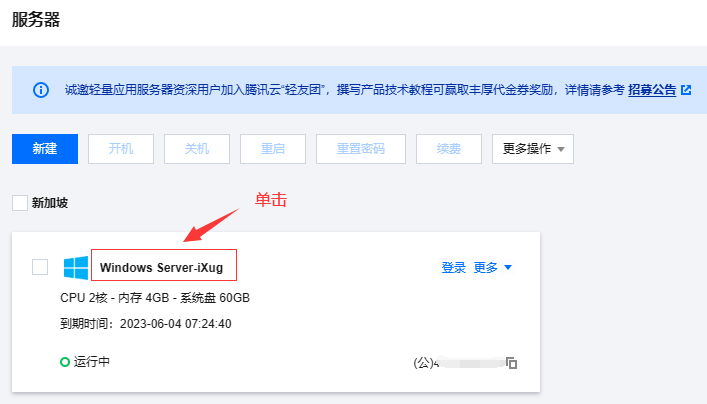 服务器
诚邀轻量应用服务器资深用户加入腾讯云“轻友团”，撰写产品技术教程可赢取丰厚代金券奖励，详情请参考 招募公告
新建 开机 关机 重启 重置密码 续费 更多操作
新加坡
单击
Windows Server-iXug 登录 更多
CPU 2核 - 内存 4GB - 系统盘 60GB
到期时间：2023-06-04 07:24:40
运行中 (公)4